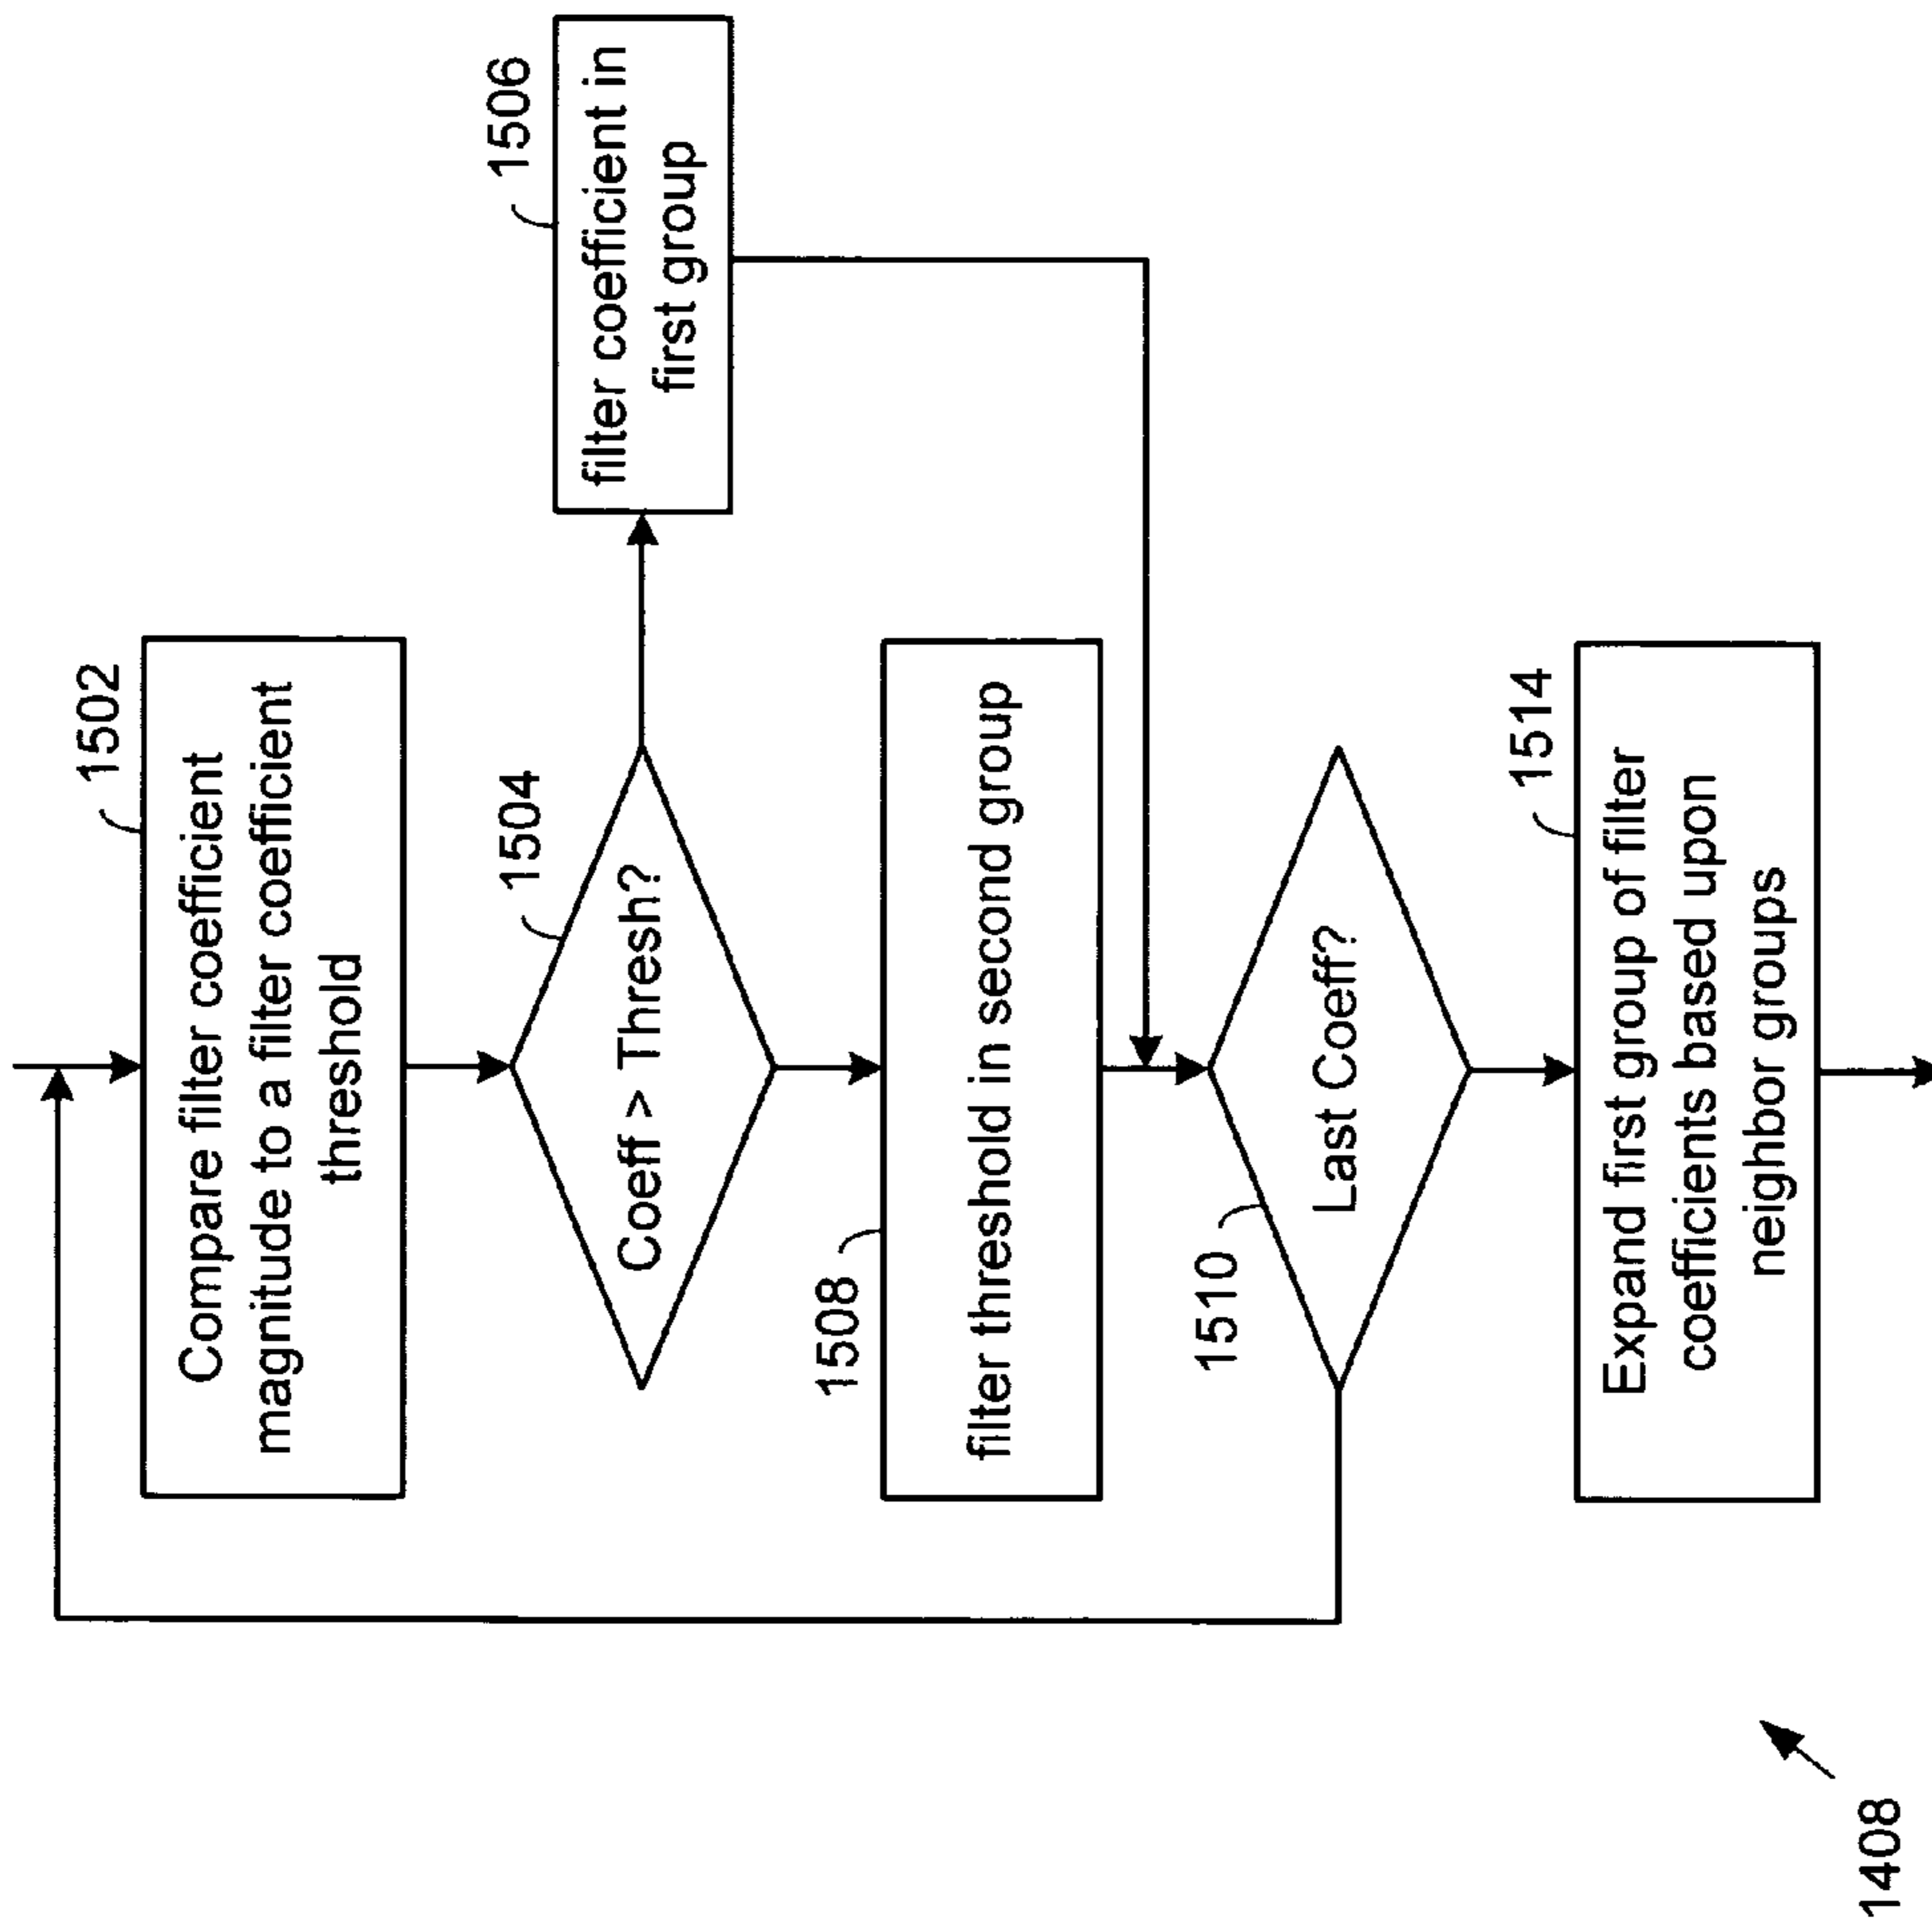 1502
Compare filter coefficient
magnitude to a filter coefficient
threshold
1504
Coeff > Thresh?
1506
filter coefficient in
first group
1508
filter threshold in second group
1510
Last Coeff?
1514
Expand first group of filter
coefficients based upon
neighbor groups
1408